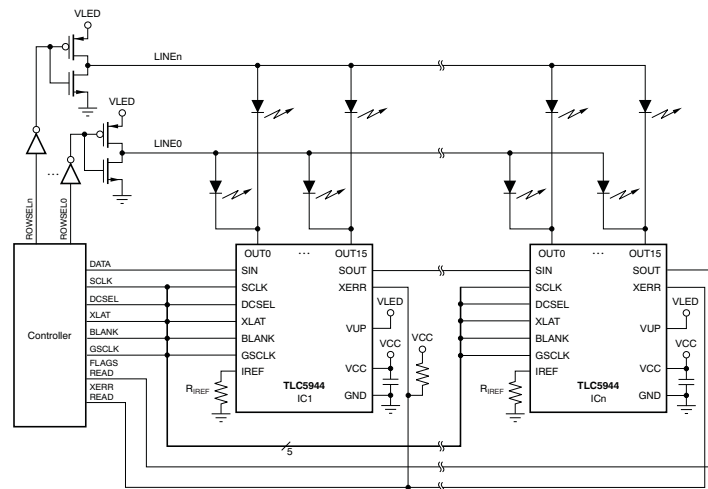 VLED
LINEn
VLED
LINE0
...
ROWSELn
ROWSEL0
OUT0 ... OUT15
OUT0 ... OUT15
Controller
DATA
SCLK
DCSEL
XLAT
BLANK
GSCLK
FLAGS
READ
XERR
READ
SIN
SCLK
DCSEL
XLAT
BLANK
GSCLK
IREF
SOUT
XERR
VUP
VCC
GND
TLC5944
IC1
RIREF
VLED
VCC
VCC
5
SIN
SCLK
DCSEL
XLAT
BLANK
GSCLK
IREF
SOUT
XERR
VUP
VCC
GND
TLC5944
ICn
RIREF
VLED
VCC